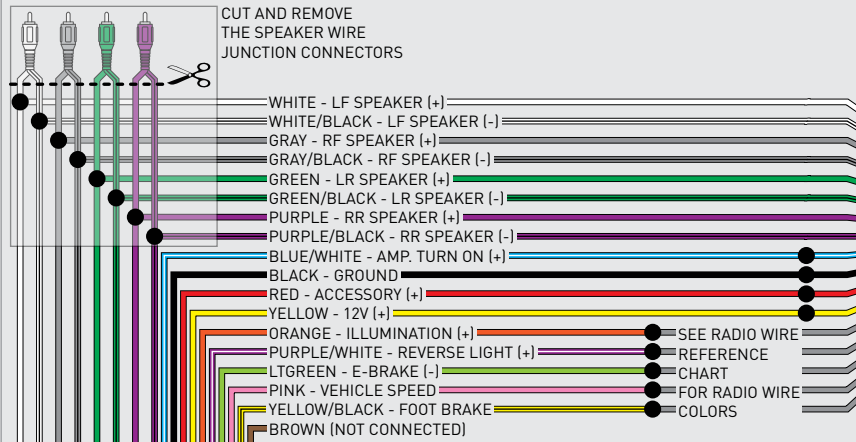 CUT AND REMOVE
THE SPEAKER WIRE
JUNCTION CONNECTORS
WHITE - LF SPEAKER (+)
WHITE/BLACK - LF SPEAKER (-)
GRAY - RF SPEAKER (+)
GRAY/BLACK - RF SPEAKER (-)
GREEN - LR SPEAKER (+)
GREEN/BLACK - LR SPEAKER (-)
PURPLE - RR SPEAKER (+)
PURPLE/BLACK - RR SPEAKER (-)
BLUE/WHITE - AMP. TURN ON (+)
BLACK - GROUND
RED - ACCESSORY (+)
YELLOW - 12V (+)
ORANGE - ILLUMINATION (+)
PURPLE/WHITE - REVERSE LIGHT (+)
LTGREEN - E-BRAKE (-)
PINK - VEHICLE SPEED
YELLOW/BLACK - FOOT BRAKE
BROWN (NOT CONNECTED)
SEE RADIO WIRE
REFERENCE
CHART
FOR RADIO WIRE
COLORS